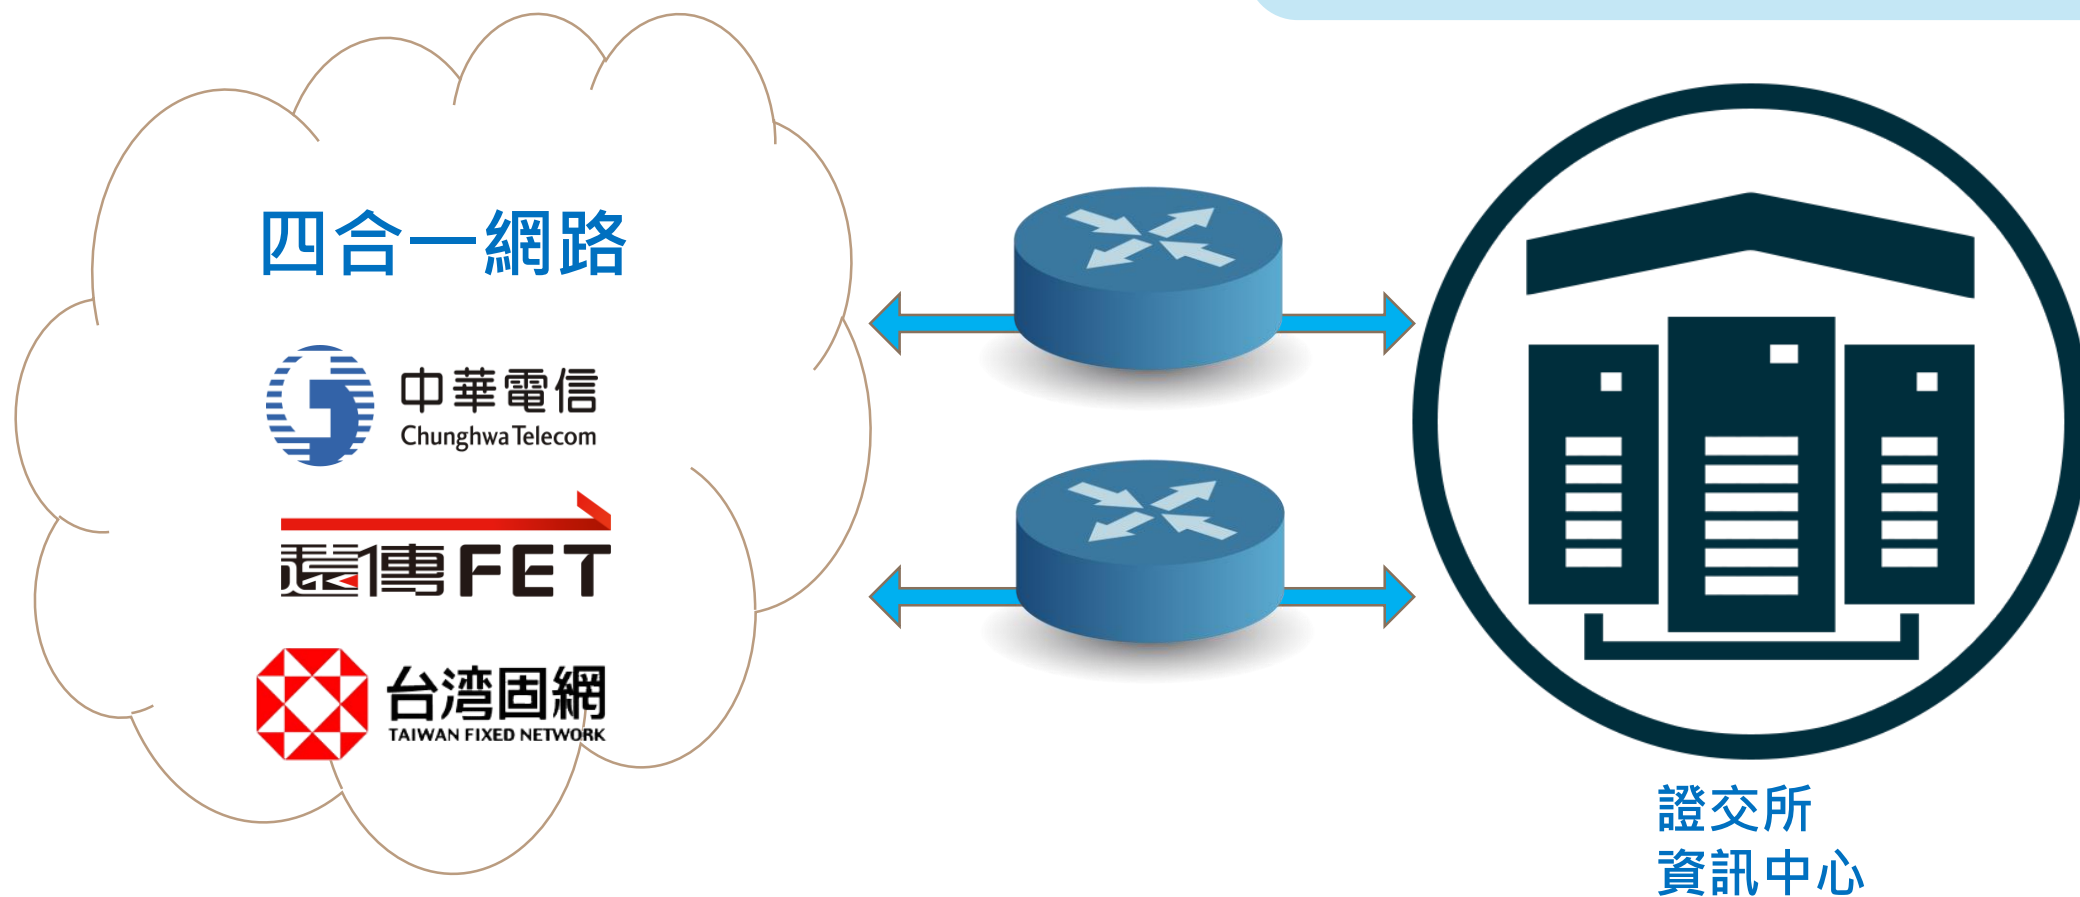 四合一網路
中華電信
Chunghwa Telecom
遠傳FET
台湾固網
TAIWAN FIXED NETWORK
證交所
資訊中心